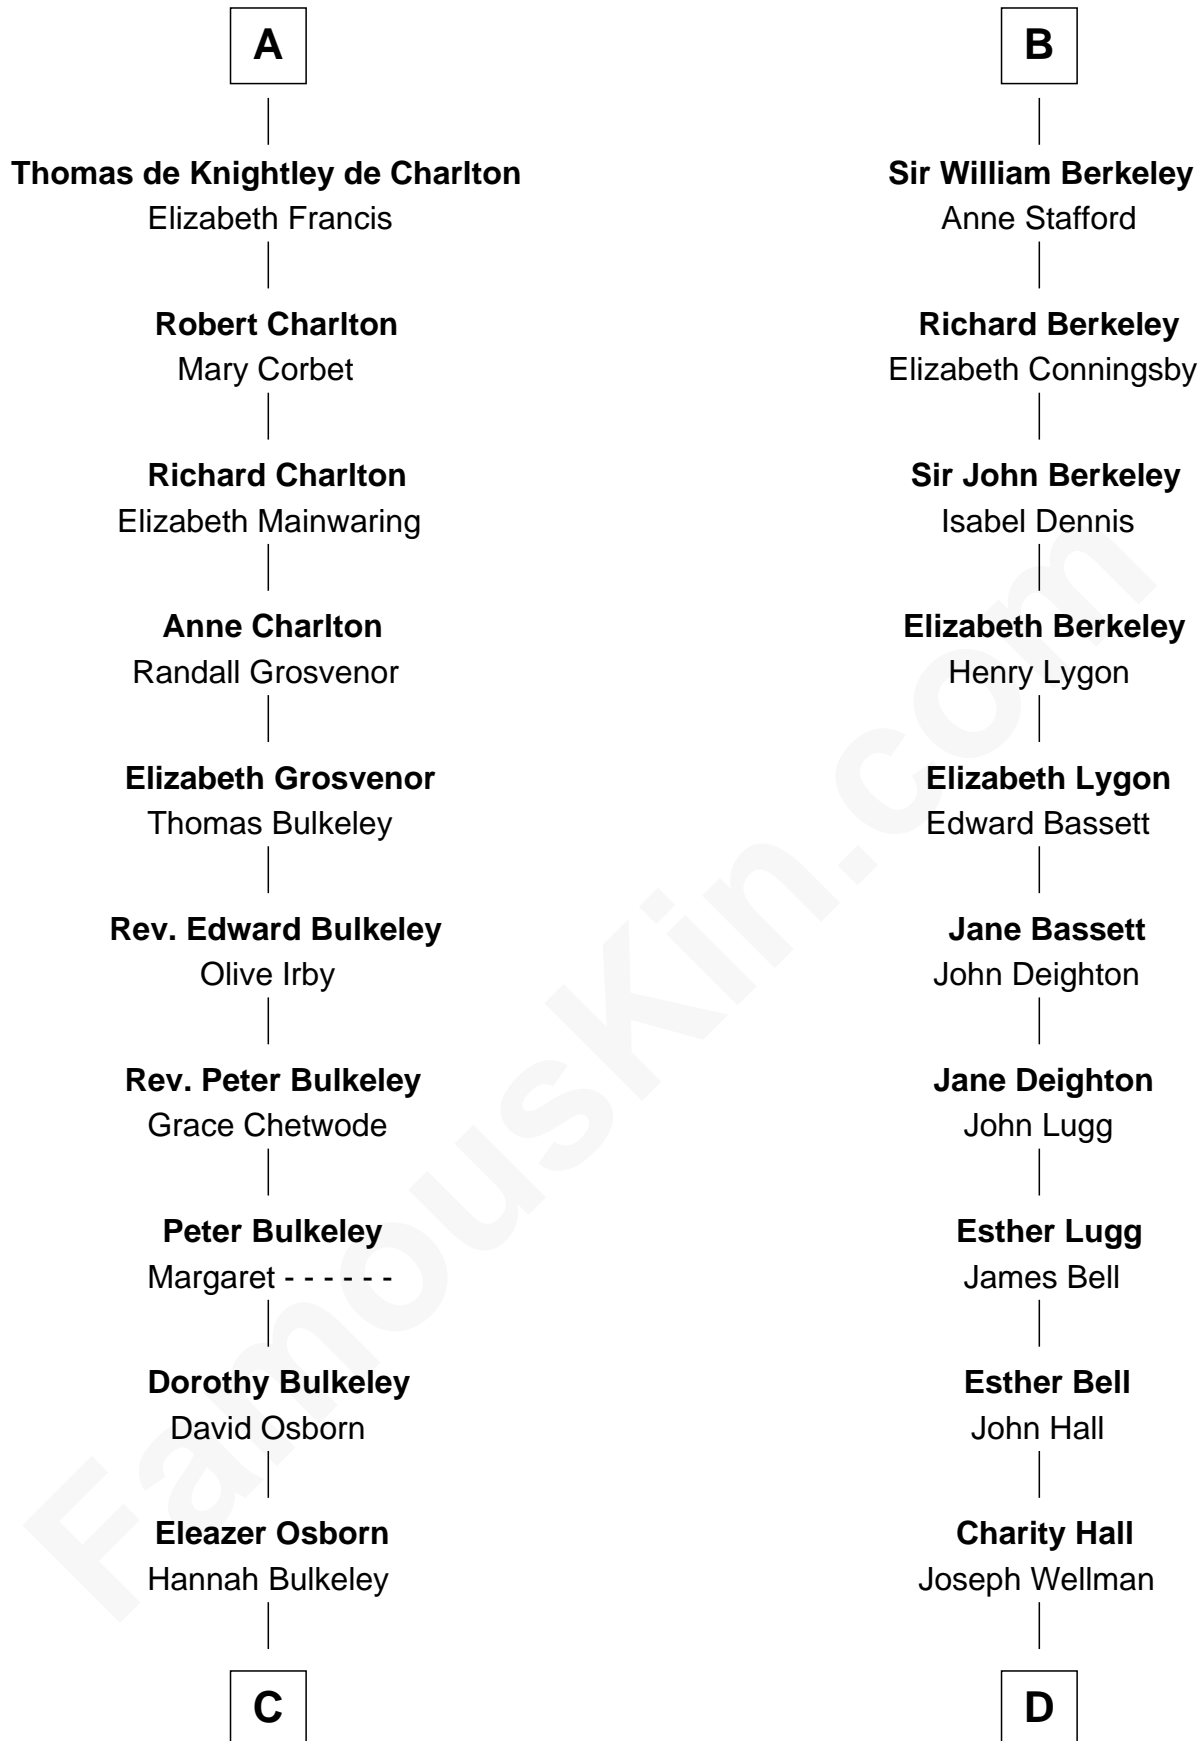 A
Thomas de Knightley de Charlton
Elizabeth Francis
Robert Charlton
Mary Corbet
Richard Charlton
Elizabeth Mainwaring
Anne Charlton
Randall Grosvenor
Elizabeth Grosvenor
Thomas Bulkeley
Rev. Edward Bulkeley
Olive Irby
Rev. Peter Bulkeley
Grace Chetwode
Peter Bulkeley
Margaret - - - - - -
Dorothy Bulkeley
David Osborn
Eleazer Osborn
Hannah Bulkeley
C
B
Sir William Berkeley
Anne Stafford
Richard Berkeley
Elizabeth Conningsby
Sir John Berkeley
Isabel Dennis
Elizabeth Berkeley
Henry Lygon
Elizabeth Lygon
Edward Bassett
Jane Bassett
John Deighton
Jane Deighton
John Lugg
Esther Lugg
James Bell
Esther Bell
John Hall
Charity Hall
Joseph Wellman
D
FamousKin.com